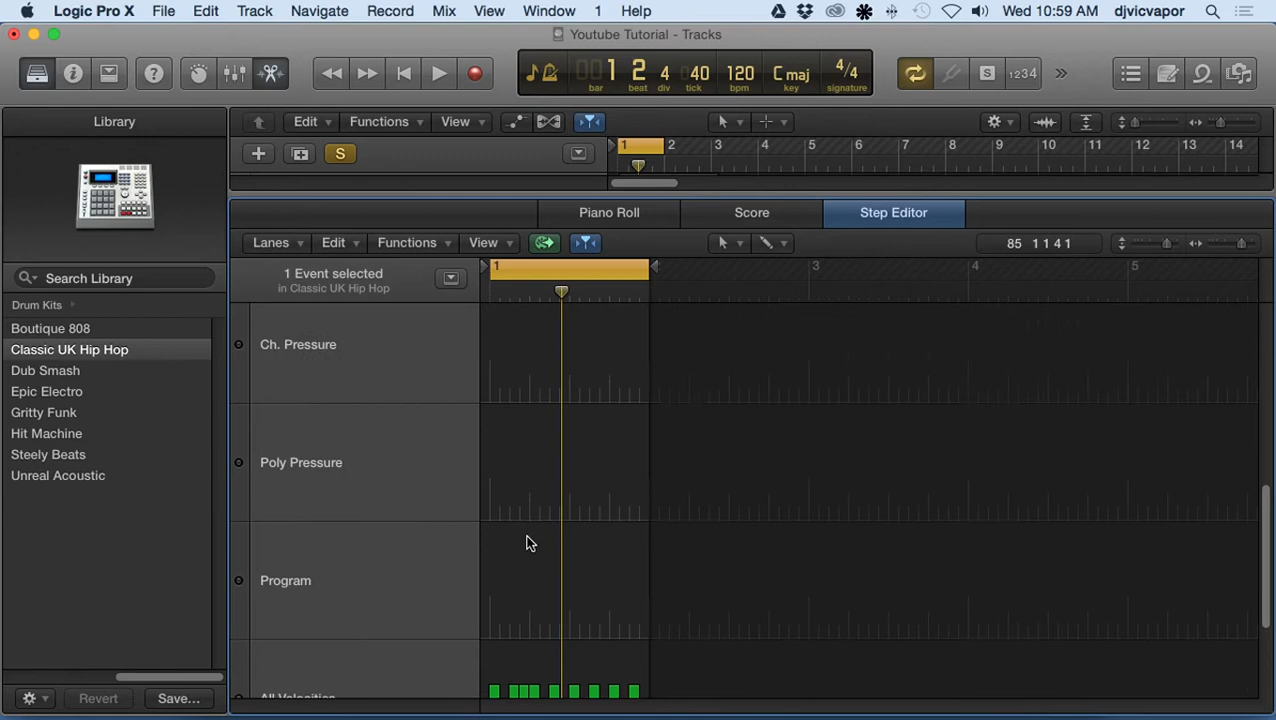 Logic Pro X File Edit Track Navigate Record Mix View Window 1 Help Wed 10:59 AM djvicvapor
Youtube Tutorial - Tracks
1 2 4 40 120 C maj 4/4
bar beat div tick bpm key signature
S 1234
Library
Edit Functions View
S
1 2 3 4 5 6 7 8 9 10 11 12 13 14
Piano Roll Score Step Editor
Lanes Edit Functions View 85 1 1 4 1
1 Event selected
in Classic UK Hip Hop
1 3 4 5
Search Library
Drum Kits
Boutique 808
Classic UK Hip Hop
Dub Smash
Epic Electro
Gritty Funk
Hit Machine
Steely Beats
Unreal Acoustic
Ch. Pressure
Poly Pressure
Program
All Velocities
Revert Save...